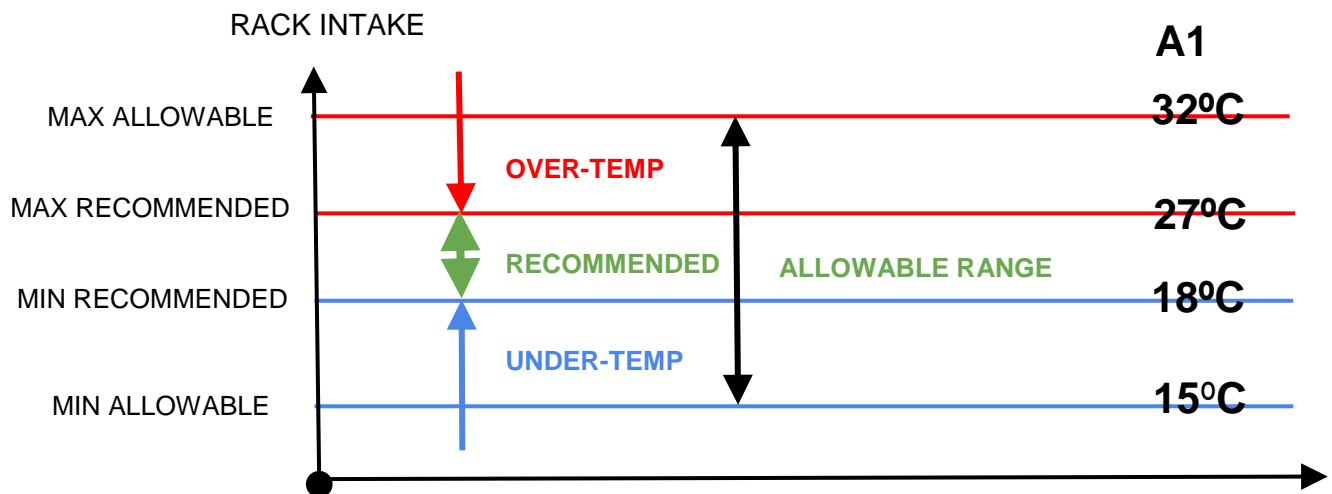 RACK INTAKE
A1
MAX ALLOWABLE
32ºC
OVER-TEMP
MAX RECOMMENDED
27ºC
RECOMMENDED
ALLOWABLE RANGE
MIN RECOMMENDED
18ºC
UNDER-TEMP
MIN ALLOWABLE
15⁰C